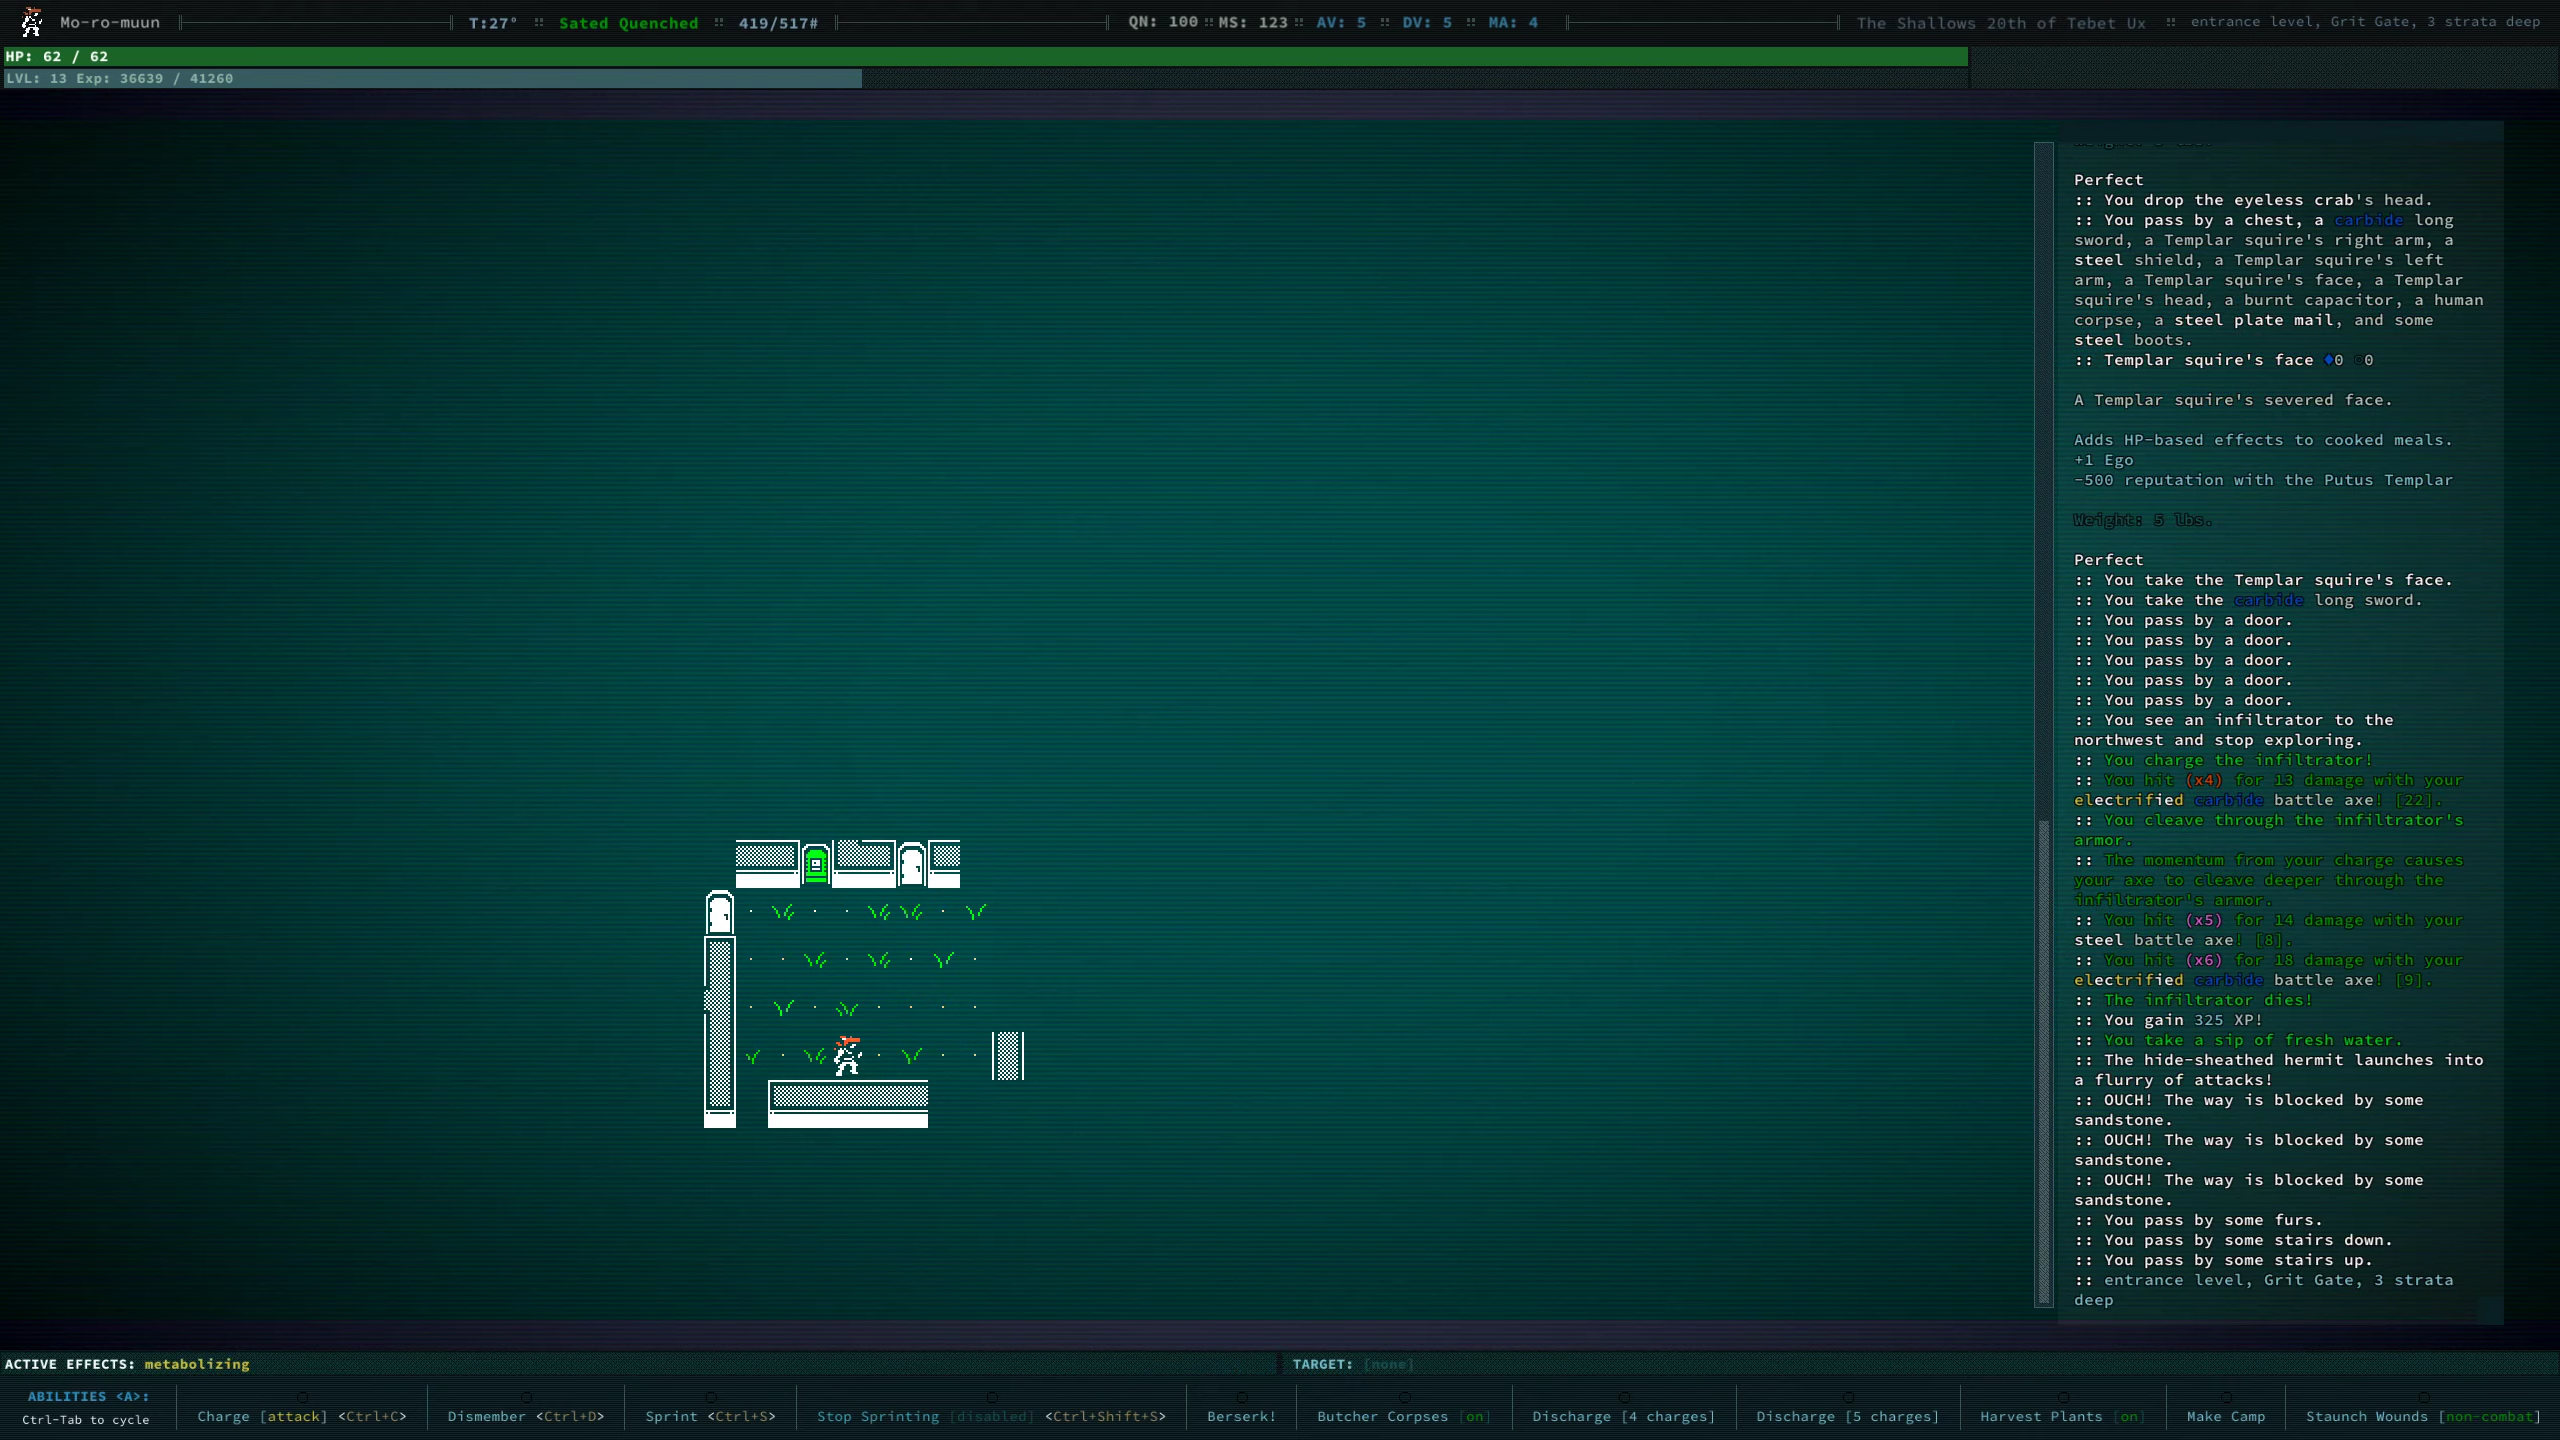 Mo-ro-muun T:27° :: Sated Quenched :: 419/517# QN: 100 :: MS: 123 :: AV: 5 :: DV: 5 :: MA: 4 The Shallows 20th of Tebet Ux :: entrance level, Grit Gate, 3 strata deep
HP: 62 / 62
LVL: 13 Exp: 36639 / 41260
Perfect
:: You drop the eyeless crab's head.
:: You pass by a chest, a carbide long
sword, a Templar squire's right arm, a
steel shield, a Templar squire's left
arm, a Templar squire's face, a Templar
squire's head, a burnt capacitor, a human
corpse, a steel plate mail, and some
steel boots.
:: Templar squire's face ♦0 0
A Templar squire's severed face.
Adds HP-based effects to cooked meals.
+1 Ego
-500 reputation with the Putus Templar
Weight: 5 lbs.
Perfect
:: You take the Templar squire's face.
:: You take the carbide long sword.
:: You pass by a door.
:: You pass by a door.
:: You pass by a door.
:: You pass by a door.
:: You pass by a door.
:: You see an infiltrator to the
northwest and stop exploring.
:: You charge the infiltrator!
:: You hit (x4) for 13 damage with your
electrified carbide battle axe! [22].
:: You cleave through the infiltrator's
armor.
:: The momentum from your charge causes
your axe to cleave deeper through the
infiltrator's armor.
:: You hit (x5) for 14 damage with your
steel battle axe! [8].
:: You hit (x6) for 18 damage with your
electrified carbide battle axe! [9].
:: The infiltrator dies!
:: You gain 325 XP!
:: You take a sip of fresh water.
:: The hide-sheathed hermit launches into
a flurry of attacks!
:: OUCH! The way is blocked by some
sandstone.
:: OUCH! The way is blocked by some
sandstone.
:: OUCH! The way is blocked by some
sandstone.
:: You pass by some furs.
:: You pass by some stairs down.
:: You pass by some stairs up.
:: entrance level, Grit Gate, 3 strata
deep
ACTIVE EFFECTS: metabolizing TARGET: [none]
ABILITIES <A>:
Ctrl-Tab to cycle
Charge [attack] <Ctrl+C> Dismember <Ctrl+D> Sprint <Ctrl+S> Stop Sprinting [disabled] <Ctrl+Shift+S> Berserk! Butcher Corpses [on] Discharge [4 charges] Discharge [5 charges] Harvest Plants [on] Make Camp Staunch Wounds [non-combat]